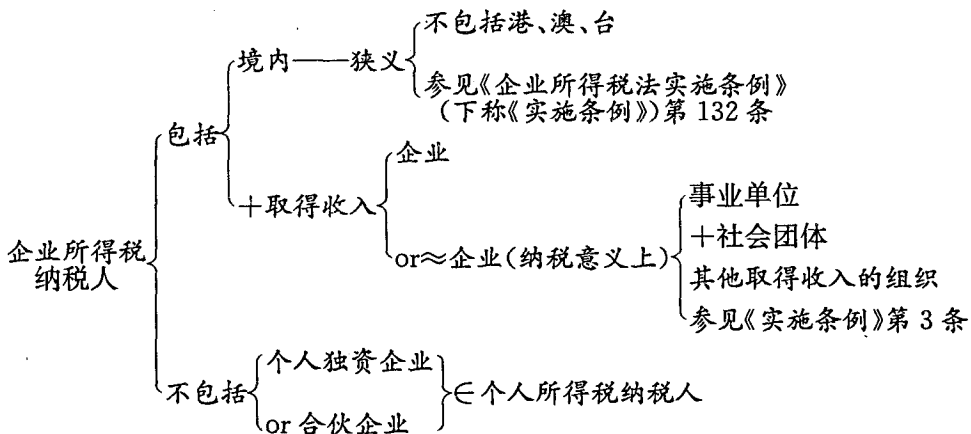 不包括港、澳、台
境内——狭义
参见《企业所得税法实施条例》
(下称《实施条例》)第 132 条
包括
企业
+取得收入
事业单位
+社会团体
or≈企业(纳税意义上)
其他取得收入的组织
参见《实施条例》第 3 条
企业所得税
纳税人
个人独资企业
不包括
∈个人所得税纳税人
or 合伙企业